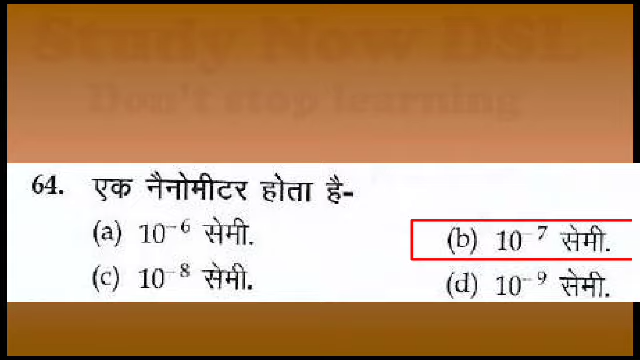 Study Now DSL
Don't stop learning
64. एक नैनोमीटर होता है-
(a) 10⁻⁶ सेमी.
(b) 10⁻⁷ सेमी.
(c) 10⁻⁸ सेमी.
(d) 10⁻⁹ सेमी.